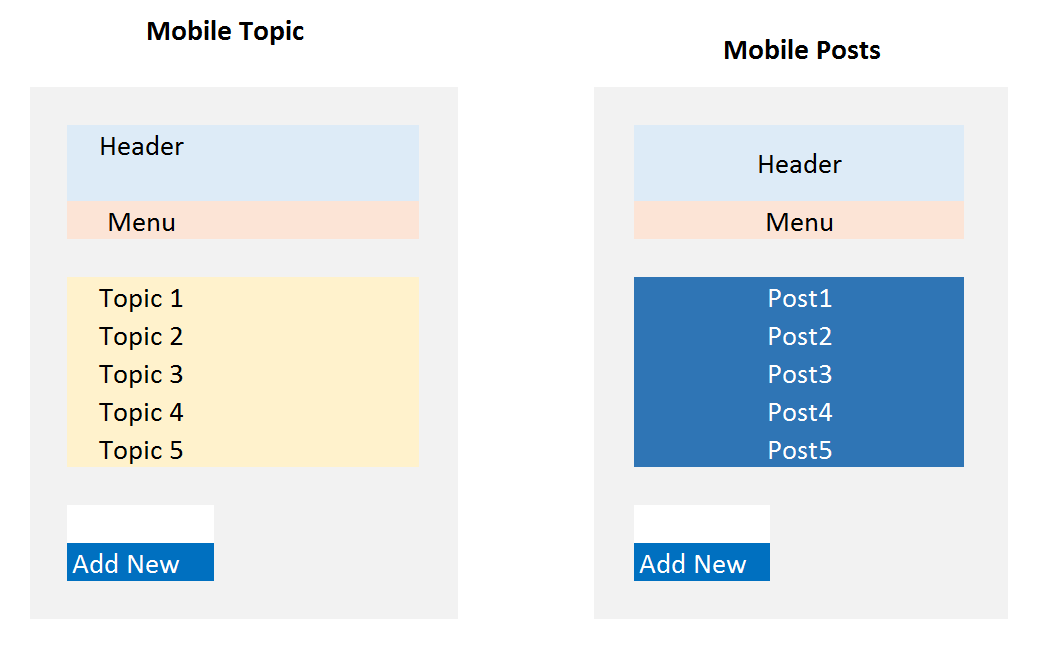 Mobile Topic
Header
Menu
Topic 1
Topic 2
Topic 3
Topic 4
Topic 5
Add New
Mobile Posts
Header
Menu
Post1
Post2
Post3
Post4
Post5
Add New